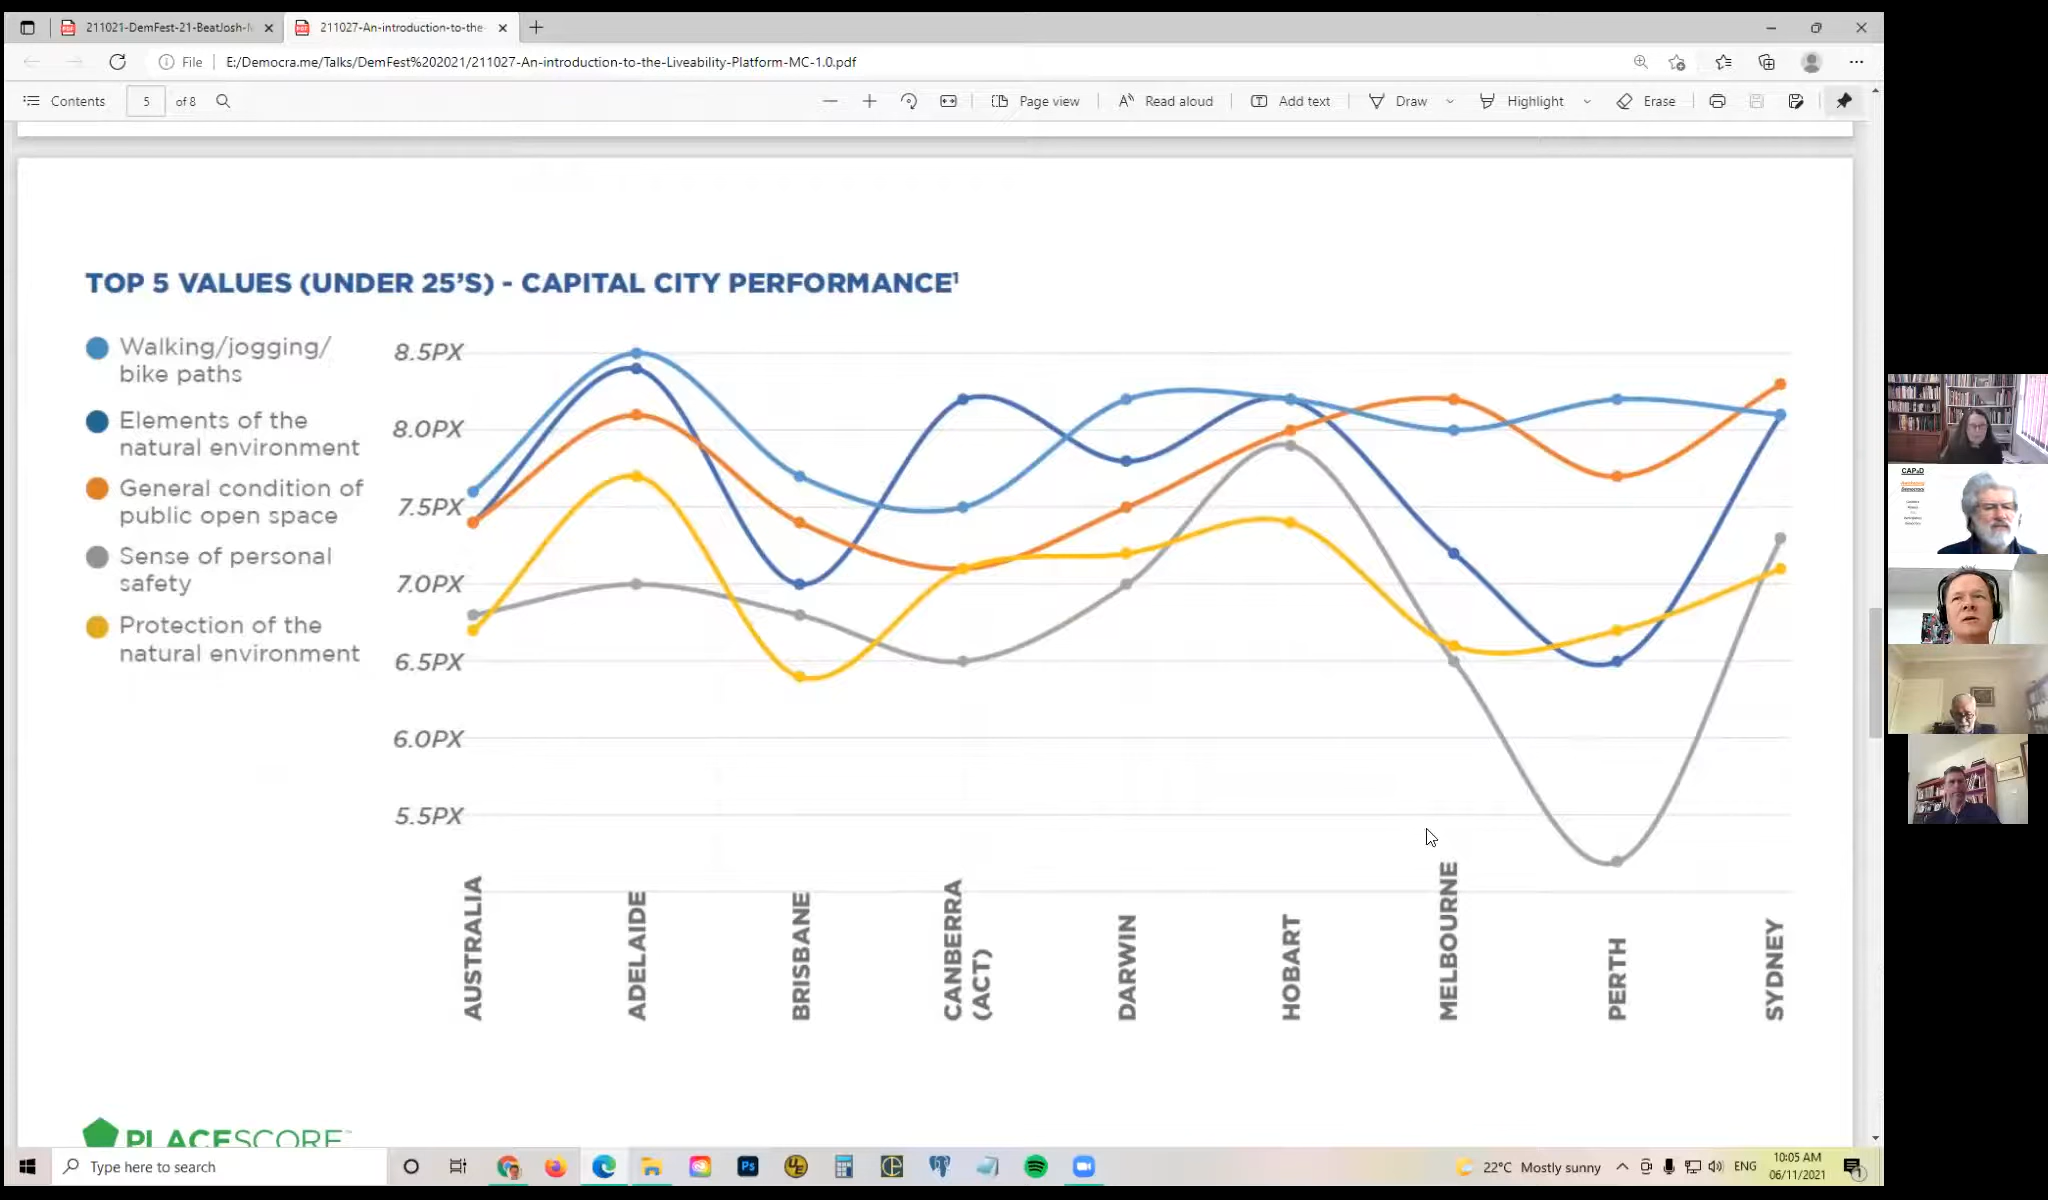 211021-DemFest-21-BeatJosh-
211027-An-introduction-to-the-
File
E:/Democra.me/Talks/DemFest%202021/211027-An-introduction-to-the-Liveability-Platform-MC-1.0.pdf
Contents
5
of 8
Page view
Read aloud
Add text
Draw
Highlight
Erase
TOP 5 VALUES (UNDER 25'S) - CAPITAL CITY PERFORMANCE¹
Walking/jogging/
bike paths
Elements of the
natural environment
General condition of
public open space
Sense of personal
safety
Protection of the
natural environment
8.5PX
8.0PX
7.5PX
7.0PX
6.5PX
6.0PX
5.5PX
AUSTRALIA
ADELAIDE
BRISBANE
CANBERRA
(ACT)
DARWIN
HOBART
MELBOURNE
PERTH
SYDNEY
PLACESCORE™
CAPaD
Type here to search
Ps
UE
22°C Mostly sunny
ENG
10:05 AM
06/11/2021